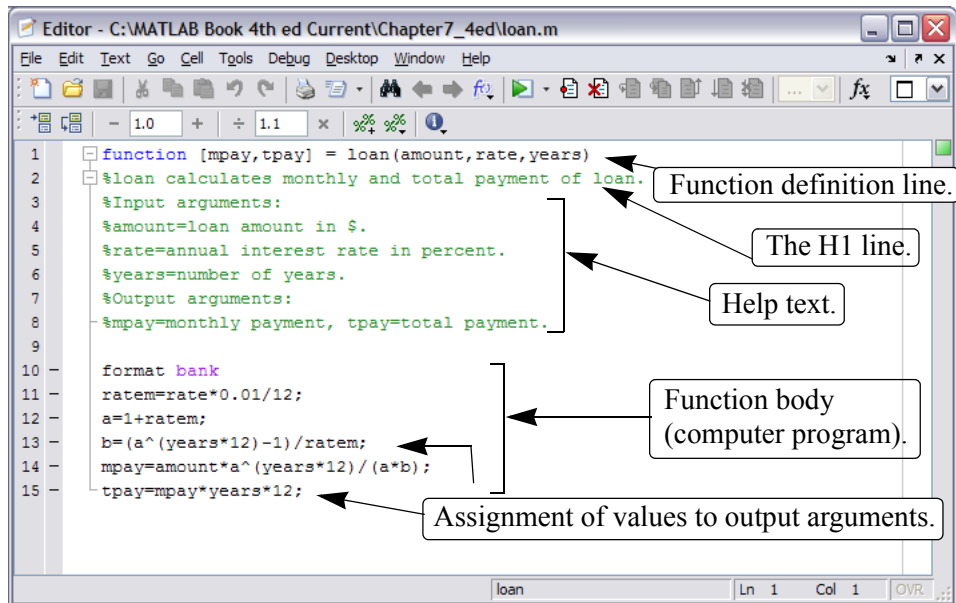 Editor - C:\MATLAB Book 4th ed Current\Chapter7_4ed\loan.m
File Edit Text Go Cell Tools Debug Desktop Window Help
- 1.0 + ÷ 1.1 ×
1 function [mpay,tpay] = loan(amount,rate,years)
Function definition line.
2 %loan calculates monthly and total payment of loan.
The H1 line.
3 %Input arguments:
4 %amount=loan amount in $.
5 %rate=annual interest rate in percent.
6 %years=number of years.
7 %Output arguments:
8 %mpay=monthly payment, tpay=total payment.
Help text.
9
10 - format bank
11 - ratem=rate*0.01/12;
12 - a=1+ratem;
13 - b=(a^(years*12)-1)/ratem;
14 - mpay=amount*a^(years*12)/(a*b);
15 - tpay=mpay*years*12;
Function body
(computer program).
Assignment of values to output arguments.
loan Ln 1 Col 1 OVR